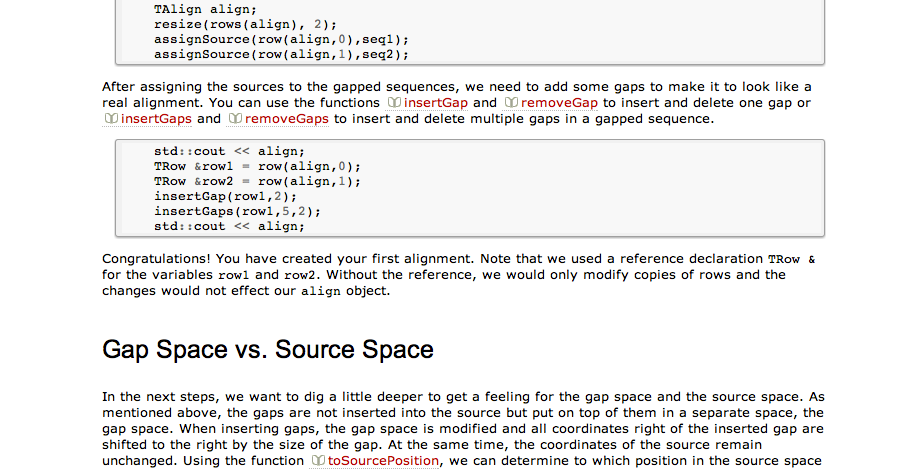 TAlign align;
resize(rows(align), 2);
assignSource(row(align,0),seq1);
assignSource(row(align,1),seq2);
After assigning the sources to the gapped sequences, we need to add some gaps to make it to look like a
real alignment. You can use the functions insertGap and removeGap to insert and delete one gap or
insertGaps and removeGaps to insert and delete multiple gaps in a gapped sequence.
std::cout << align;
TRow &row1 = row(align,0);
TRow &row2 = row(align,1);
insertGap(row1,2);
insertGaps(row1,5,2);
std::cout << align;
Congratulations! You have created your first alignment. Note that we used a reference declaration TRow &
for the variables row1 and row2. Without the reference, we would only modify copies of rows and the
changes would not effect our align object.
Gap Space vs. Source Space
In the next steps, we want to dig a little deeper to get a feeling for the gap space and the source space. As
mentioned above, the gaps are not inserted into the source but put on top of them in a separate space, the
gap space. When inserting gaps, the gap space is modified and all coordinates right of the inserted gap are
shifted to the right by the size of the gap. At the same time, the coordinates of the source remain
unchanged. Using the function toSourcePosition, we can determine to which position in the source space